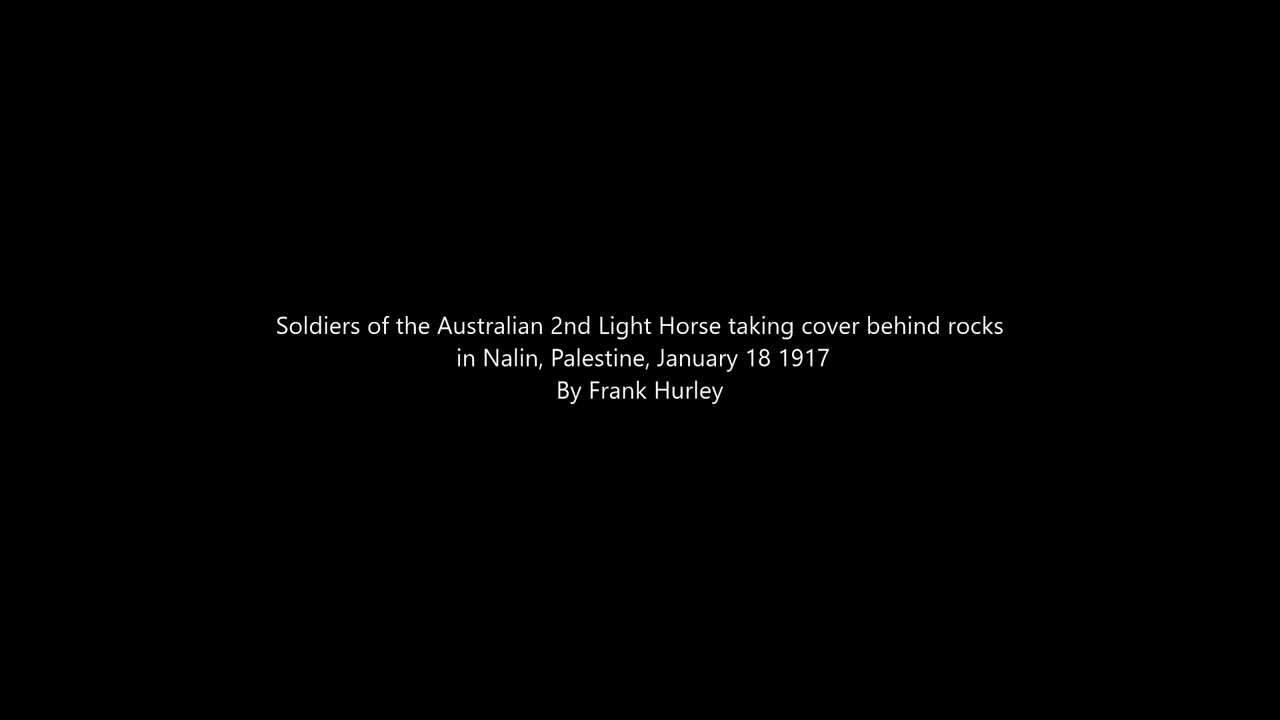 Soldiers of the Australian 2nd Light Horse taking cover behind rocks
in Nalin, Palestine, January 18 1917
By Frank Hurley